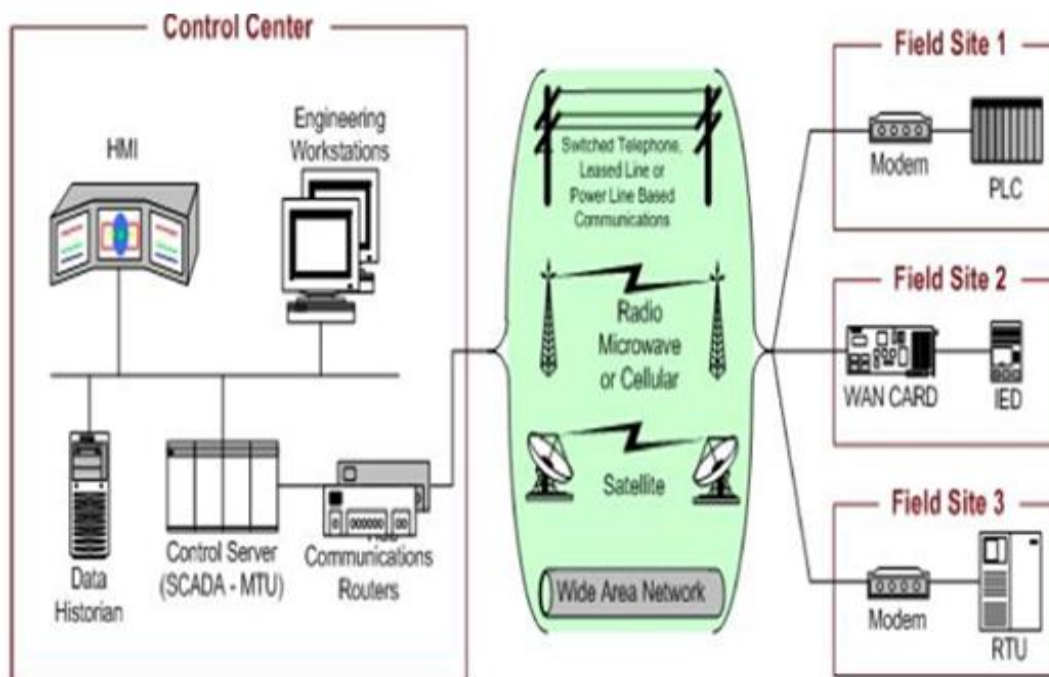 Control Center
HMI
Engineering
Workstations
Data
Historian
Control Server
(SCADA - MTU)
Communications
Routers
Switched Telephone,
Leased Line or
Power Line Based
Communications
Radio
Microwave
or Cellular
Satellite
Wide Area Network
Field Site 1
Modem
PLC
Field Site 2
WAN CARD
IED
Field Site 3
Modem
RTU